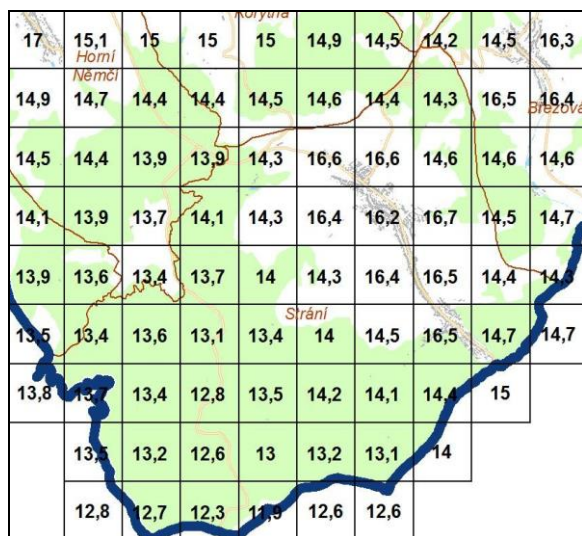 Korytná
17 15,1 15 15 15 14,9 14,5 14,2 14,5 16,3
Horní
Němčí
14,9 14,7 14,4 14,4 14,5 14,6 14,4 14,3 16,5 16,4
Březová
14,5 14,4 13,9 13,9 14,3 16,6 16,6 14,6 14,6 14,6
14,1 13,9 13,7 14,1 14,3 16,4 16,2 16,7 14,5 14,7
13,9 13,6 13,4 13,7 14 14,3 16,4 16,5 14,4 14,3
Strání
13,5 13,4 13,6 13,1 13,4 14 14,5 16,5 14,7 14,7
13,8 13,7 13,4 12,8 13,5 14,2 14,1 14,4 15
13,5 13,2 12,6 13 13,2 13,1 14
12,8 12,7 12,3 11,9 12,6 12,6